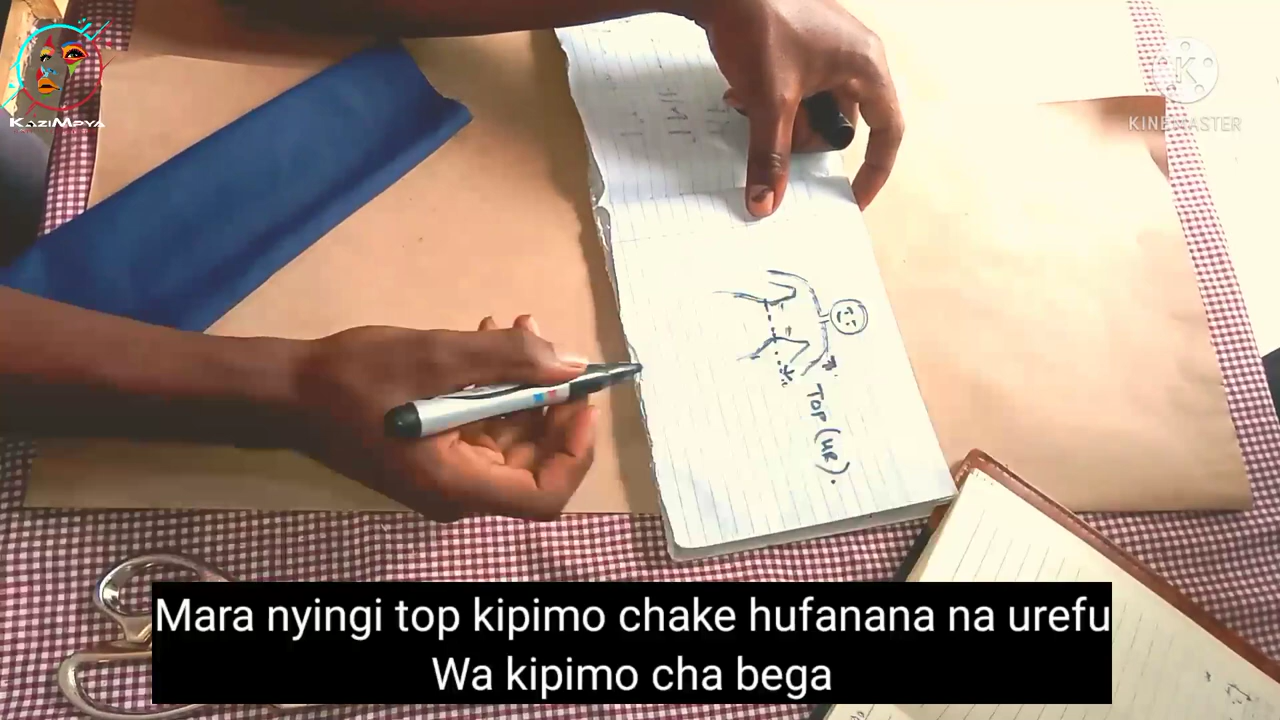 KaziMpya
KINEMASTER
TOP (UR).
Mara nyingi top kipimo chake hufanana na urefu
Wa kipimo cha bega